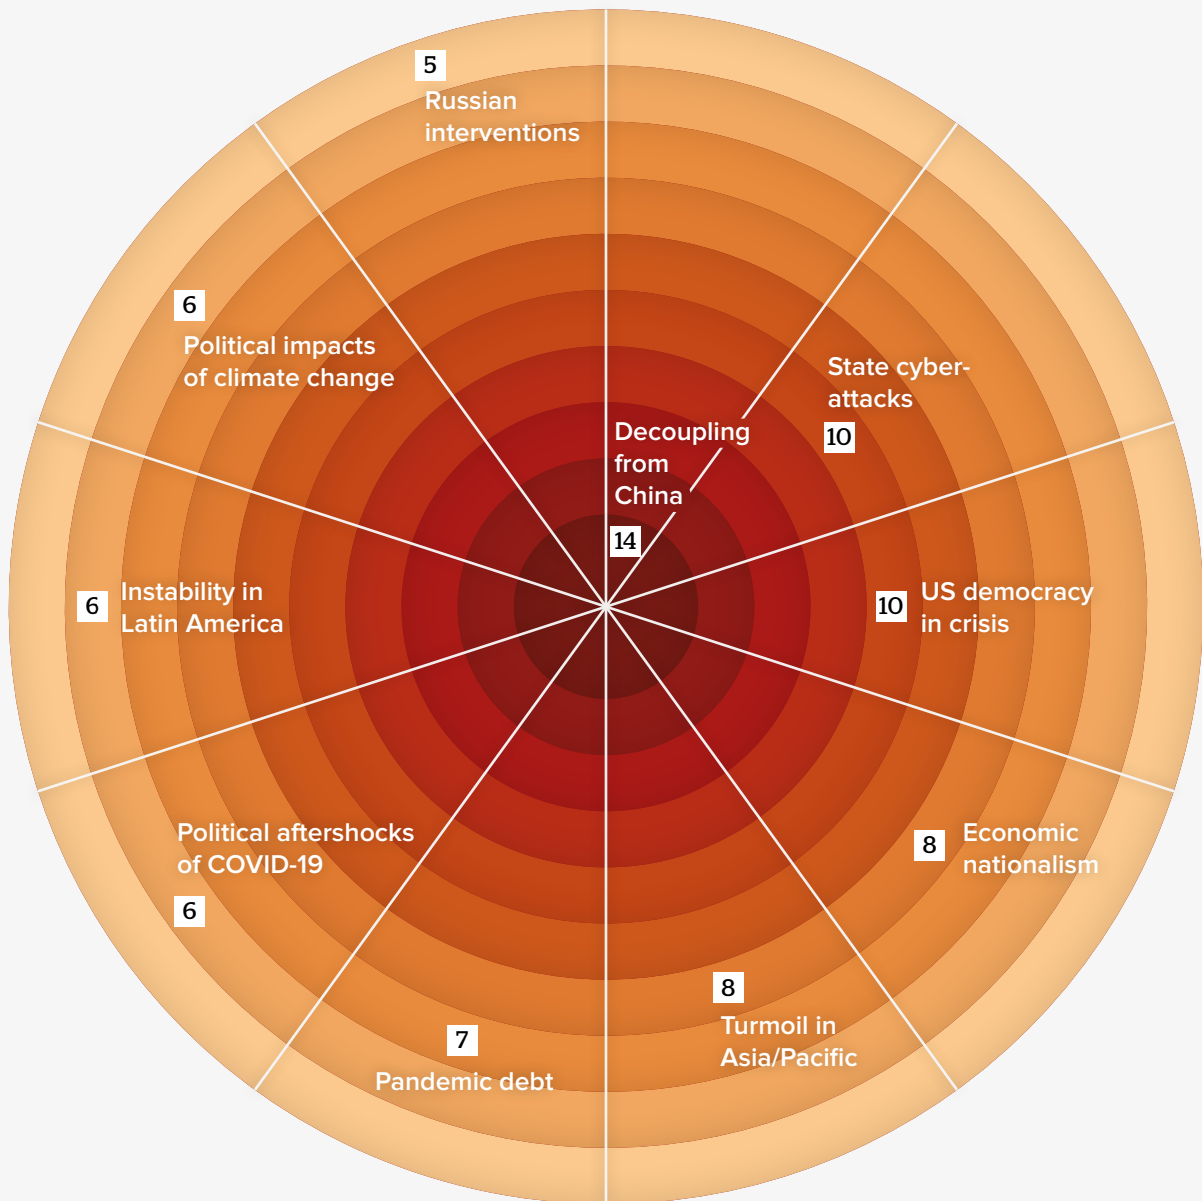 5
Russian
interventions
6
Political impacts
of climate change
State cyber-
attacks
10
Decoupling
from
China
14
6
Instability in
Latin America
10
US democracy
in crisis
Political aftershocks
of COVID-19
6
8
Economic
nationalism
8
Turmoil in
Asia/Pacific
7
Pandemic debt